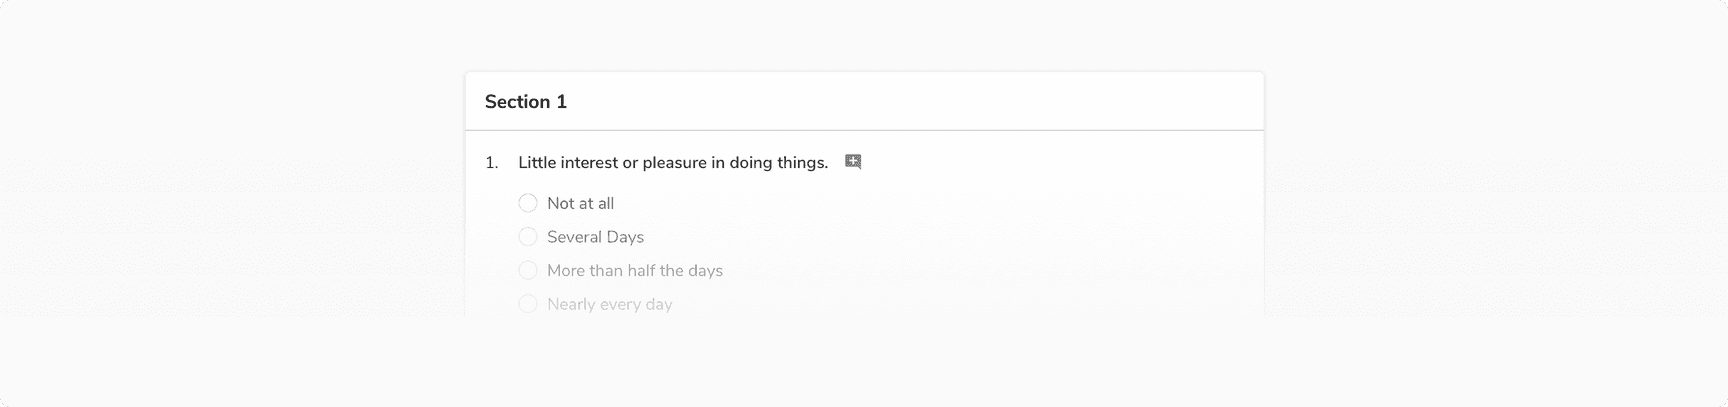 Section 1
1. Little interest or pleasure in doing things.
Not at all
Several Days
More than half the days
Nearly every day